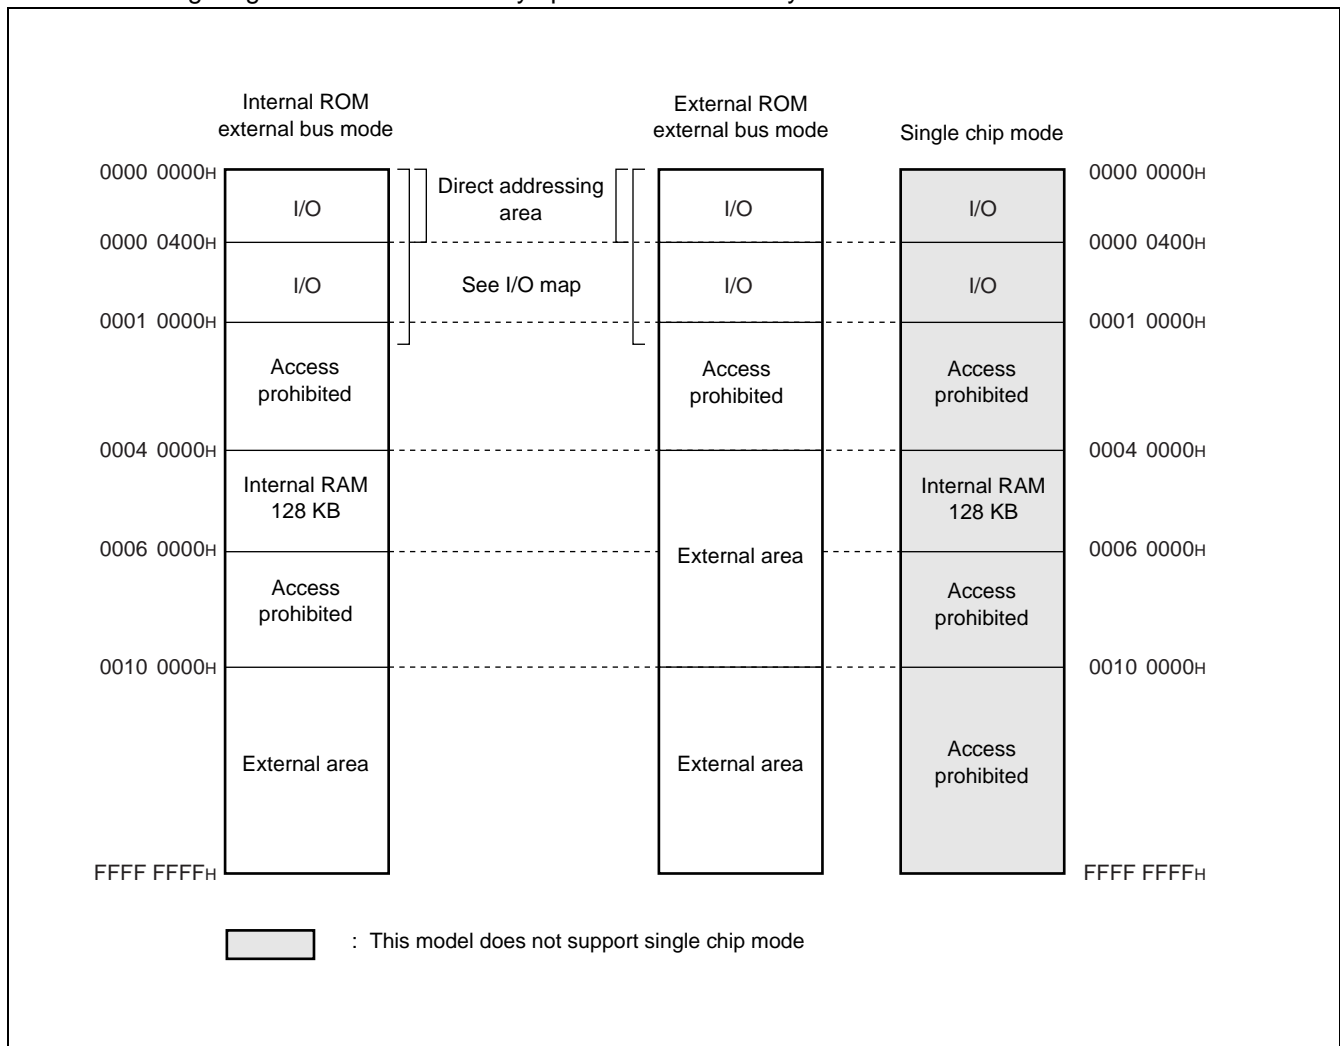 Internal ROM
external bus mode
External ROM
external bus mode
Single chip mode
0000 0000H
I/O
Direct addressing
area
I/O
I/O
0000 0000H
0000 0400H
0000 0400H
I/O
See I/O map
I/O
I/O
0001 0000H
0001 0000H
Access
prohibited
Access
prohibited
Access
prohibited
0004 0000H
0004 0000H
Internal RAM
128 KB
Internal RAM
128 KB
0006 0000H
External area
0006 0000H
Access
prohibited
Access
prohibited
0010 0000H
0010 0000H
External area
External area
Access
prohibited
FFFF FFFFH
FFFF FFFFH
: This model does not support single chip mode